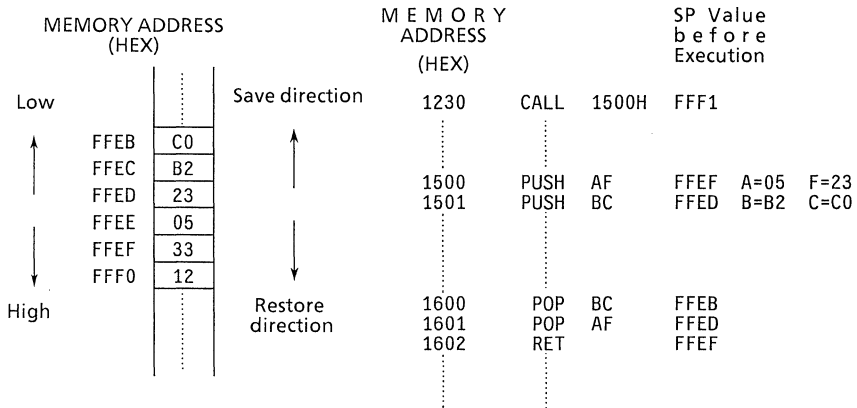 MEMORY ADDRESS
(HEX)
Low
High
FFEB C0
FFEC B2
FFED 23
FFEE 05
FFEF 33
FFF0 12
Save direction
Restore
direction
MEMORY
ADDRESS
(HEX)
SP Value
before
Execution
1230 CALL 1500H FFF1
1500 PUSH AF FFEF A=05 F=23
1501 PUSH BC FFED B=B2 C=C0
1600 POP BC FFEB
1601 POP AF FFED
1602 RET FFEF